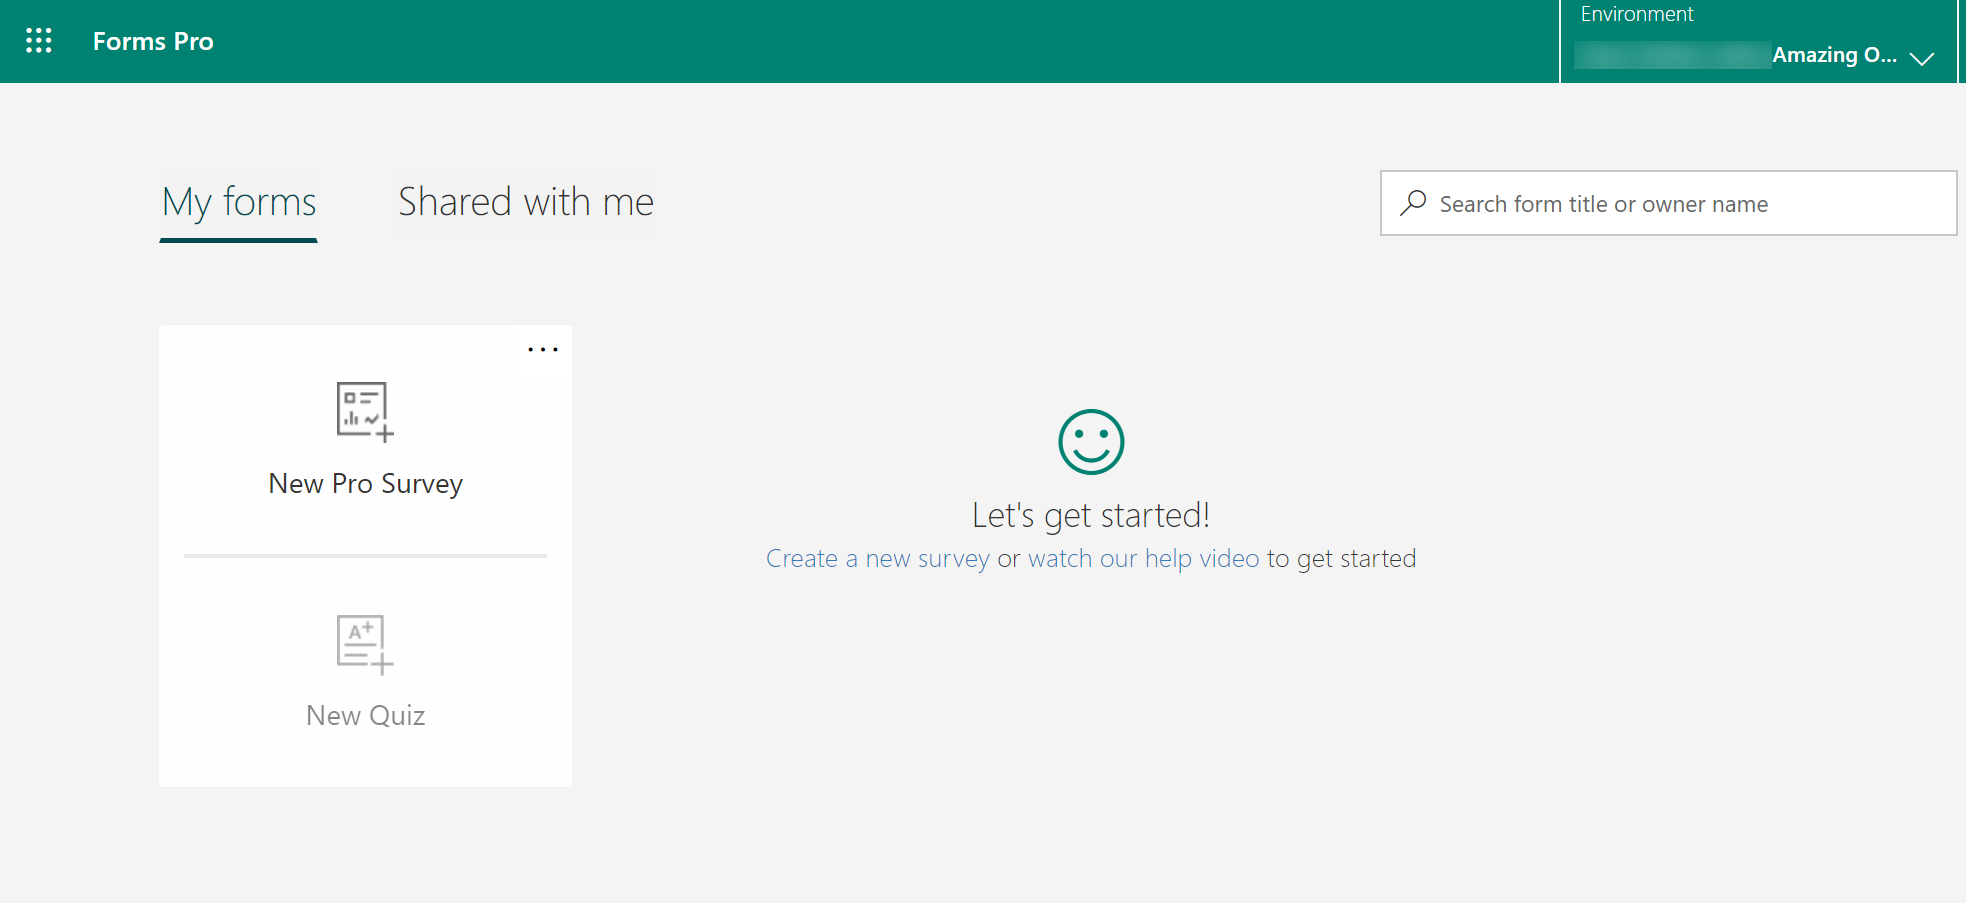 Forms Pro
Environment
Amazing O...
My forms
Shared with me
Search form title or owner name
New Pro Survey
New Quiz
Let's get started!
Create a new survey or watch our help video to get started